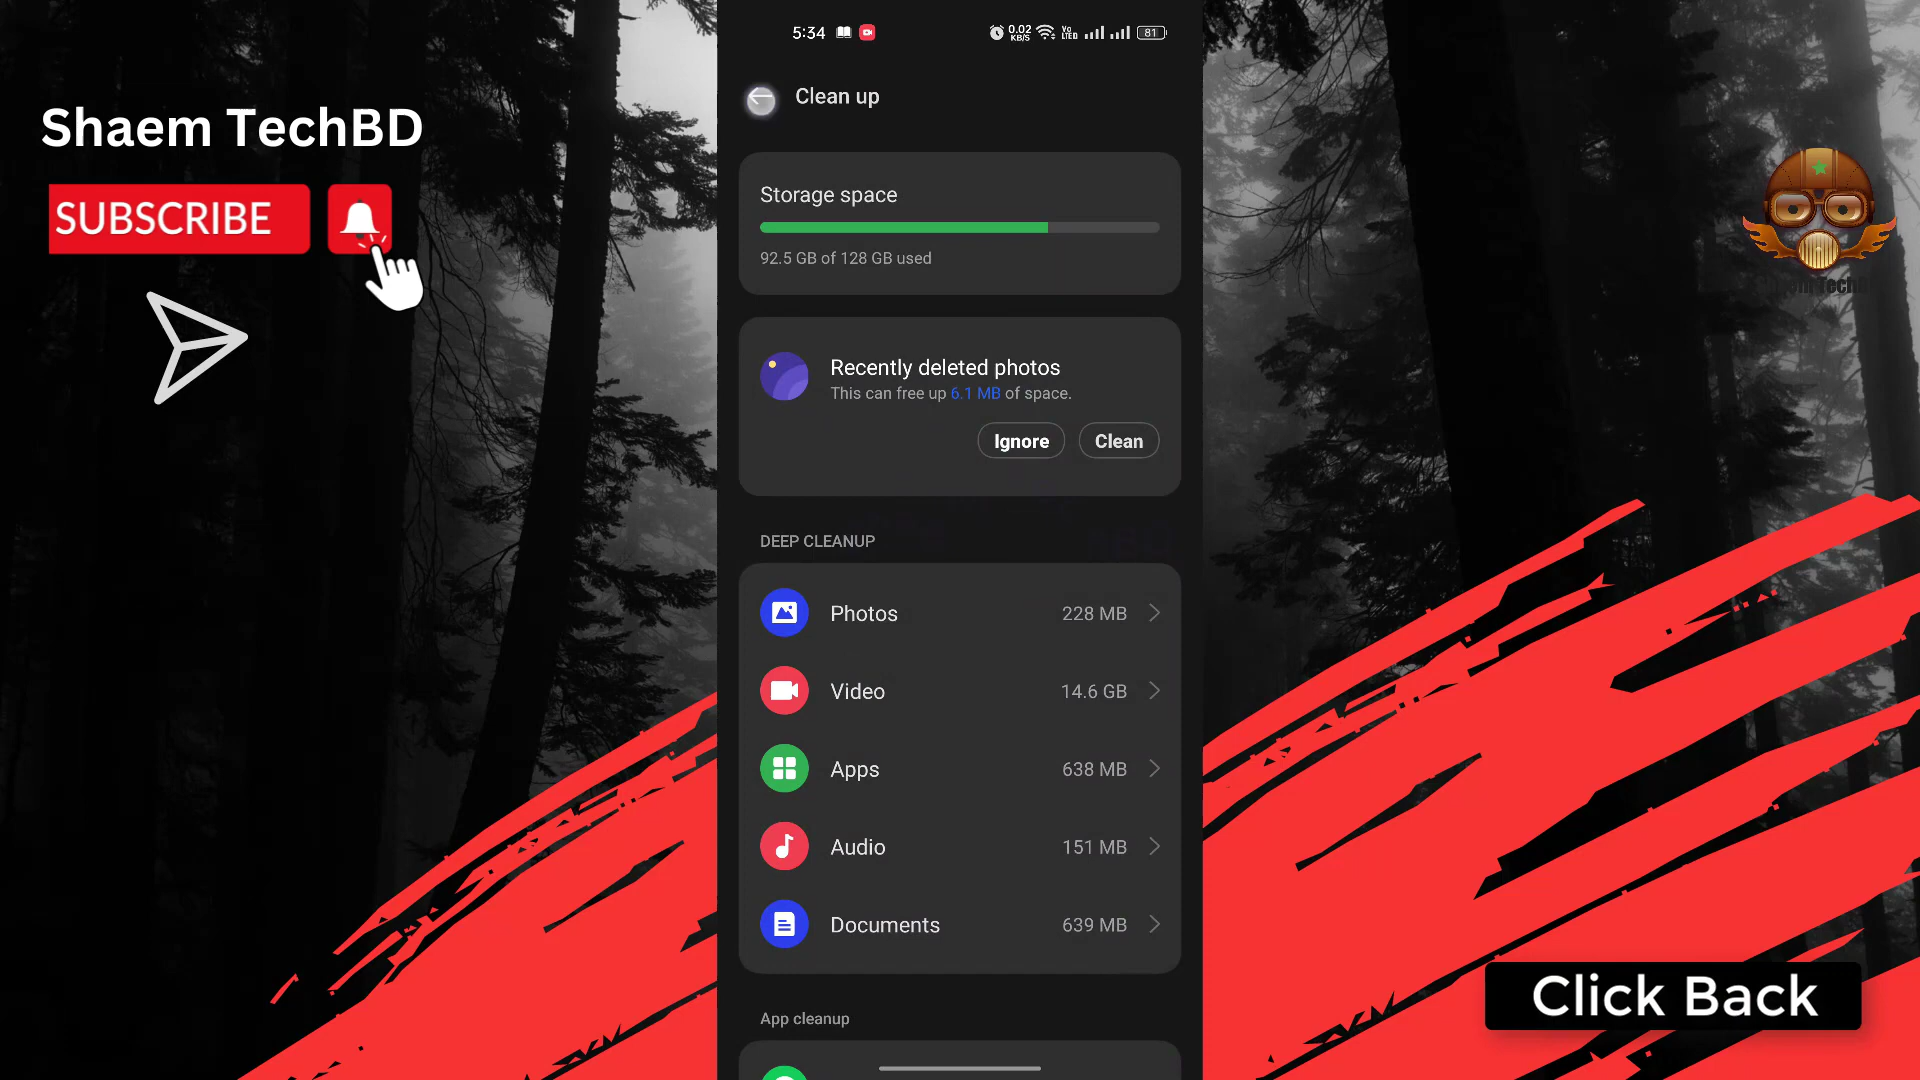 Shaem TechBD
SUBSCRIBE
5:34
0.02
KB/S
Vo
LTED
81
Clean up
Storage space
92.5 GB of 128 GB used
Recently deleted photos
This can free up 6.1 MB of space.
Ignore
Clean
DEEP CLEANUP
Photos
228 MB
Video
14.6 GB
Apps
638 MB
Audio
151 MB
Documents
639 MB
App cleanup
Click Back